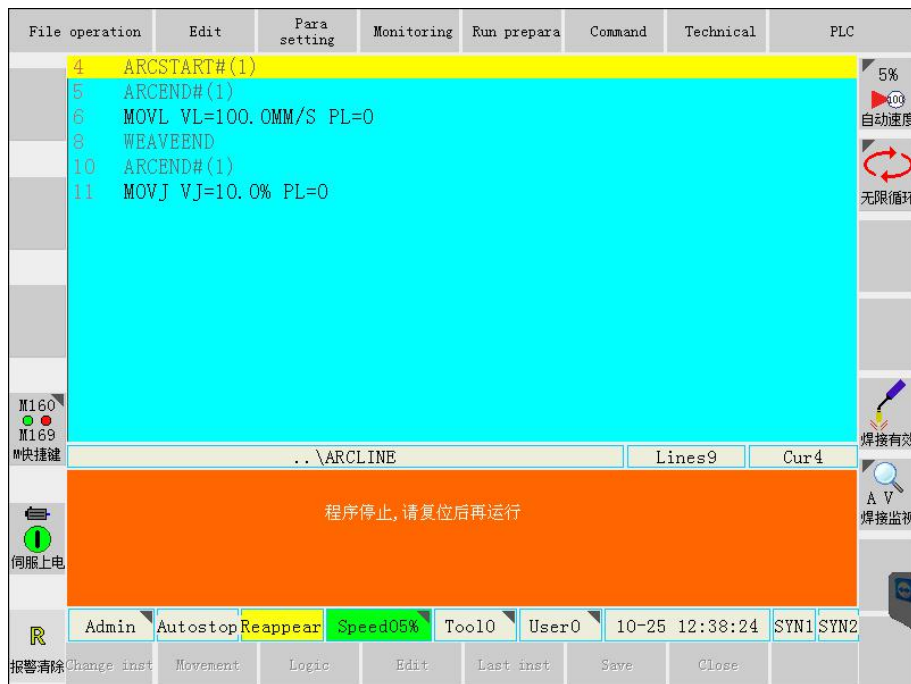 File operation
Edit
Para setting
Monitoring
Run prepara
Command
Technical
PLC
4 ARCSTART#(1)
5 ARCEND#(1)
6 MOVL VL=100.0MM/S PL=0
8 WEAVEEND
10 ARCEND#(1)
11 MOVJ VJ=10.0% PL=0
5%
100
自动速度
无限循环
焊接有效
A V
焊接监视
M160
M169
M快捷键
伺服上电
R
报警清除
..\ARCLINE
Lines9
Cur4
程序停止,请复位后再运行
Admin
Autostop
Reappear
Speed05%
Tool0
User0
10-25 12:38:24
SYN1
SYN2
Change inst
Movement
Logic
Edit
Last inst
Save
Close